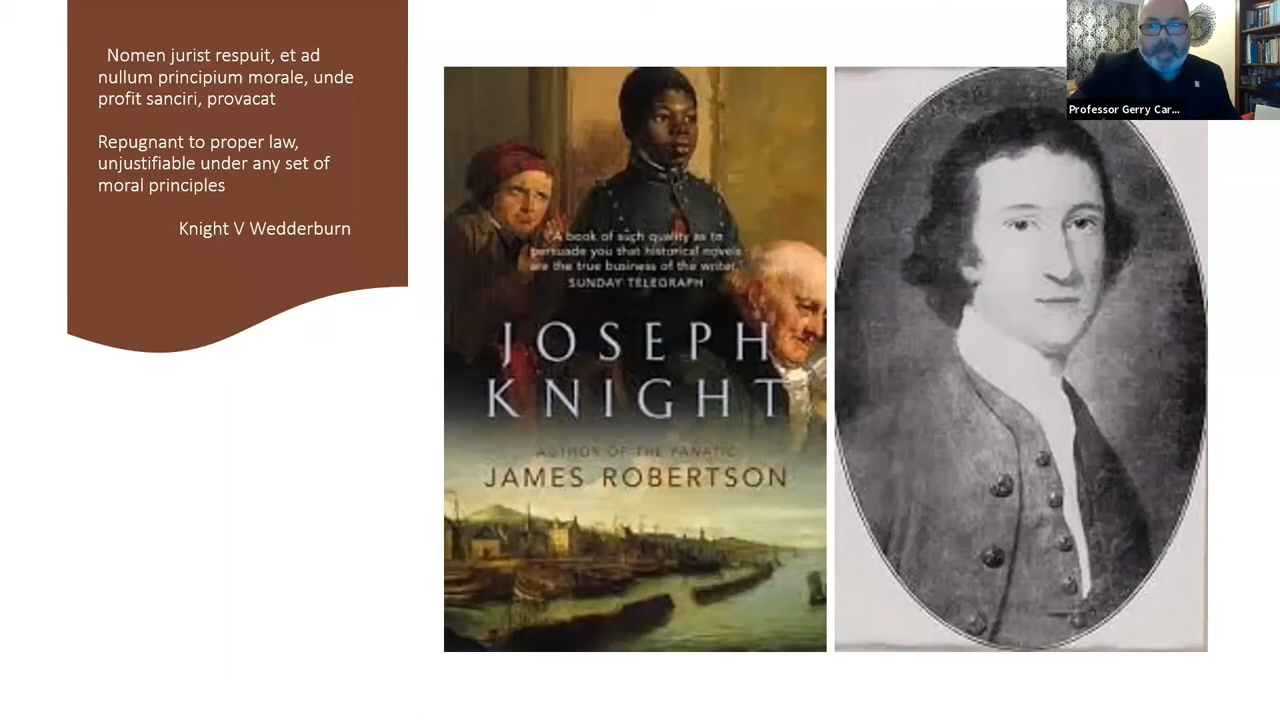 Nomen jurist respuit, et ad
nullum principium morale, unde
profit sanciri, provacat
Repugnant to proper law,
unjustifiable under any set of
moral principles
Knight V Wedderburn
'A book of such quality as to
persuade you that historical novels
are the true business of the writer.'
SUNDAY TELEGRAPH
JOSEPH
KNIGHT
AUTHOR OF THE FANATIC
JAMES ROBERTSON
Professor Gerry Car...